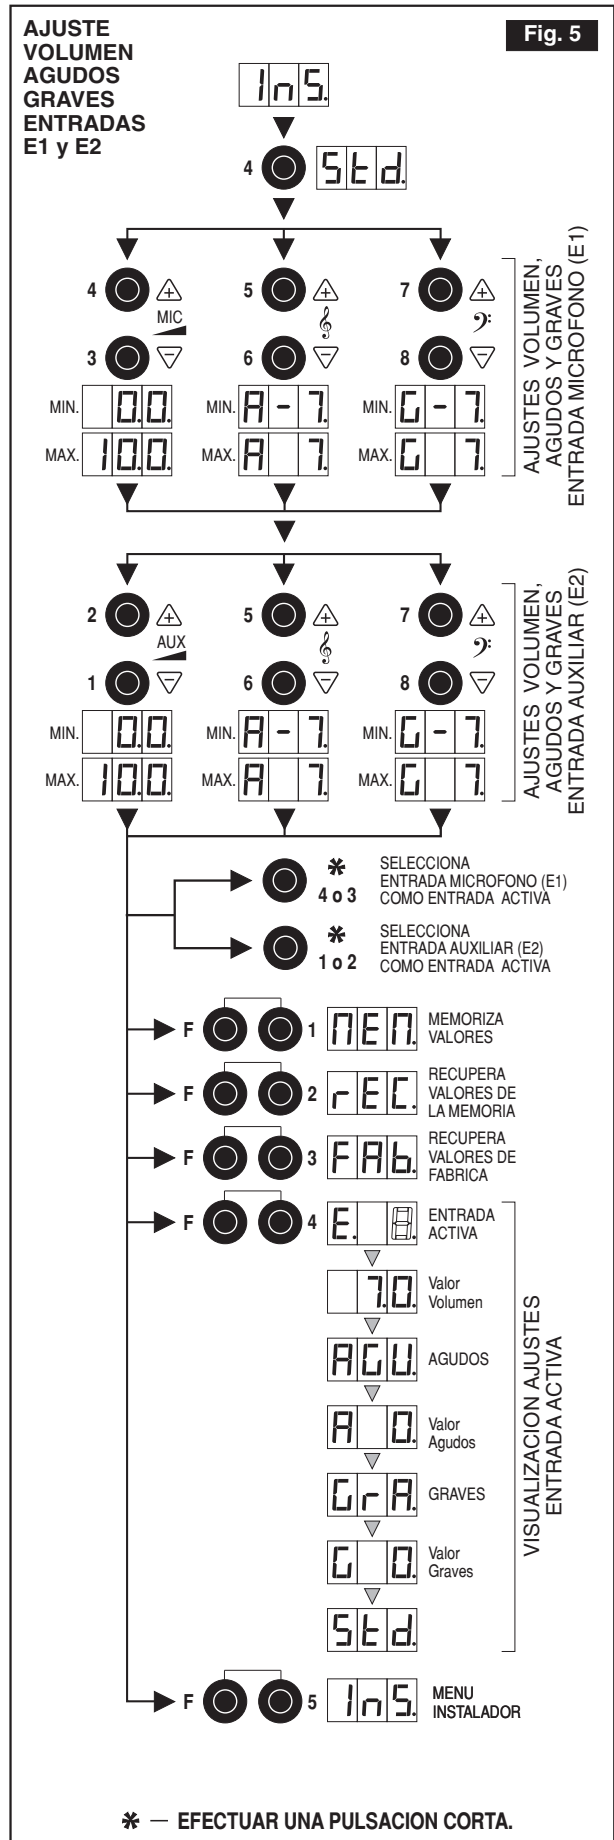 AJUSTE
VOLUMEN
AGUDOS
GRAVES
ENTRADAS
E1 y E2
Fig. 5
InS.
4 Std.
4 5 7
MIC
3 6 8
MIN. 0.0. MIN. A-7. MIN. G-7.
MAX. 10.0. MAX. A 7. MAX. G 7.
AJUSTES VOLUMEN,
AGUDOS Y GRAVES
ENTRADA MICROFONO (E1)
2 5 7
AUX
1 6 8
MIN. 0.0. MIN. A-7. MIN. G-7.
MAX. 10.0. MAX. A 7. MAX. G 7.
AJUSTES VOLUMEN,
AGUDOS Y GRAVES
ENTRADA AUXILIAR (E2)
*
4 o 3
SELECCIONA
ENTRADA MICROFONO (E1)
COMO ENTRADA ACTIVA
*
1 o 2
SELECCIONA
ENTRADA AUXILIAR (E2)
COMO ENTRADA ACTIVA
F 1 MEM. MEMORIZA
VALORES
F 2 rEC. RECUPERA
VALORES DE
LA MEMORIA
F 3 FAb. RECUPERA
VALORES DE
FABRICA
F 4 E. 8. ENTRADA
ACTIVA
7.0. Valor
Volumen
AGU. AGUDOS
A 0. Valor
Agudos
GrA. GRAVES
G 0. Valor
Graves
Std.
VISUALIZACION AJUSTES
ENTRADA ACTIVA
F 5 InS. MENU
INSTALADOR
* — EFECTUAR UNA PULSACION CORTA.